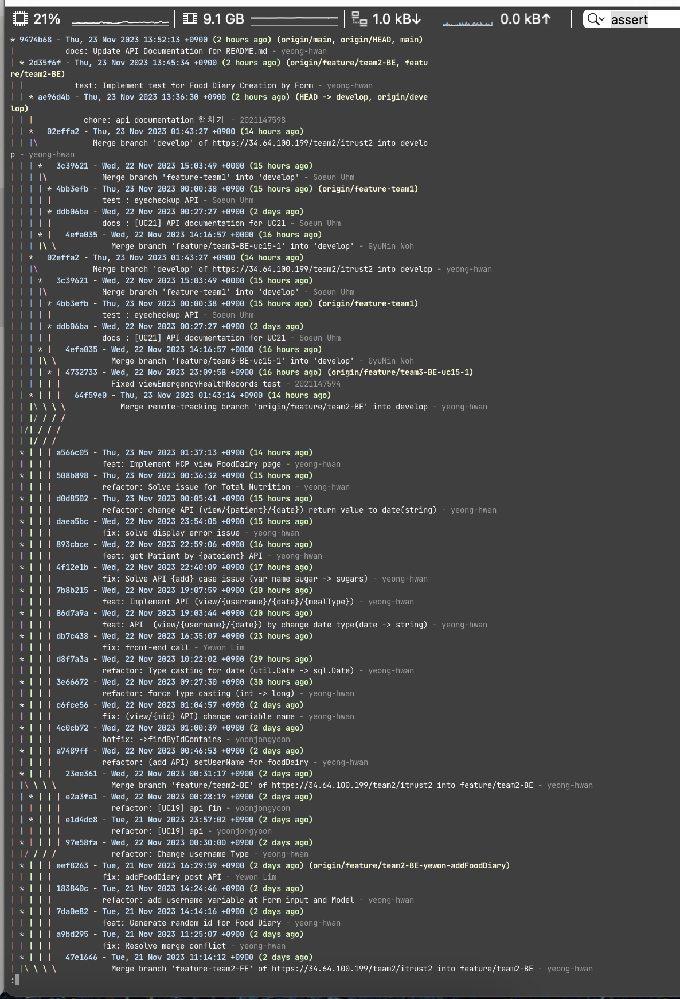 21% 9.1 GB 1.0 kB↓ 0.0 kB↑ assert
* 9474b68 - Thu, 23 Nov 2023 13:52:13 +0900 (2 hours ago) (origin/main, origin/HEAD, main)
|           docs: Update API Documentation for README.md - yeong-hwan
| * 2d35f6f - Thu, 23 Nov 2023 13:45:34 +0900 (2 hours ago) (origin/feature/team2-BE, featu
re/team2-BE)
| |           test: Implement test for Food Diary Creation by Form - yeong-hwan
| | * ae96d4b - Thu, 23 Nov 2023 13:36:30 +0900 (2 hours ago) (HEAD -> develop, origin/deve
lop)
| | |           chore: api documentation 합치기 - 2021147598
| | *   02effa2 - Thu, 23 Nov 2023 01:43:27 +0900 (14 hours ago)
| | |\            Merge branch 'develop' of https://34.64.100.199/team2/itrust2 into develo
p - yeong-hwan
| | | *   3c39621 - Wed, 22 Nov 2023 15:03:49 +0000 (15 hours ago)
| | | |\            Merge branch 'feature-team1' into 'develop' - Soeun Uhm
| | | | * 4bb3efb - Thu, 23 Nov 2023 00:00:38 +0900 (15 hours ago) (origin/feature-team1)
| | | | |           test : eyecheckup API - Soeun Uhm
| | | | * ddb06ba - Wed, 22 Nov 2023 00:27:27 +0900 (2 days ago)
| | | | |           docs : [UC21] API documentation for UC21 - Soeun Uhm
| | | * |   4efa035 - Wed, 22 Nov 2023 14:16:57 +0000 (16 hours ago)
| | | |\ \            Merge branch 'feature/team3-BE-uc15-1' into 'develop' - GyuMin Noh
| | *   02effa2 - Thu, 23 Nov 2023 01:43:27 +0900 (14 hours ago)
| | |\            Merge branch 'develop' of https://34.64.100.199/team2/itrust2 into develop - yeong-hwan
| | | *   3c39621 - Wed, 22 Nov 2023 15:03:49 +0000 (15 hours ago)
| | | |\            Merge branch 'feature-team1' into 'develop' - Soeun Uhm
| | | | * 4bb3efb - Thu, 23 Nov 2023 00:00:38 +0900 (15 hours ago) (origin/feature-team1)
| | | | |           test : eyecheckup API - Soeun Uhm
| | | | * ddb06ba - Wed, 22 Nov 2023 00:27:27 +0900 (2 days ago)
| | | | |           docs : [UC21] API documentation for UC21 - Soeun Uhm
| | | * |   4efa035 - Wed, 22 Nov 2023 14:16:57 +0000 (16 hours ago)
| | | |\ \            Merge branch 'feature/team3-BE-uc15-1' into 'develop' - GyuMin Noh
| | | | * | 4732733 - Wed, 22 Nov 2023 23:09:58 +0900 (16 hours ago) (origin/feature/team3-BE-uc15-1)
| | | | | |           Fixed viewEmergencyHealthRecords test - 2021147594
| | * | | |   64f59e0 - Thu, 23 Nov 2023 01:43:14 +0900 (14 hours ago)
| | |\ \ \ \            Merge remote-tracking branch 'origin/feature/team2-BE' into develop - yeong-hwan
| | |/ / / /
| |/| / / /
| | |/ / /
| * | | | a566c05 - Thu, 23 Nov 2023 01:37:13 +0900 (14 hours ago)
| | | | |           feat: Implement HCP view FoodDairy page - yeong-hwan
| * | | | 508b898 - Thu, 23 Nov 2023 00:36:32 +0900 (15 hours ago)
| | | | |           refactor: Solve issue for Total Nutrition - yeong-hwan
| * | | | d0d8502 - Thu, 23 Nov 2023 00:05:41 +0900 (15 hours ago)
| | | | |           refactor: change API (view/{patient}/{date}) return value to date(string) - yeong-hwan
| * | | | daea5bc - Wed, 22 Nov 2023 23:54:05 +0900 (15 hours ago)
| | | | |           fix: solve display error issue - yeong-hwan
| * | | | 893cbce - Wed, 22 Nov 2023 22:59:06 +0900 (16 hours ago)
| | | | |           feat: get Patient by {pateient} API - yeong-hwan
| * | | | 4f12e1b - Wed, 22 Nov 2023 22:40:09 +0900 (17 hours ago)
| | | | |           fix: Solve API {add} case issue (var name sugar -> sugars) - yeong-hwan
| * | | | 7b8b215 - Wed, 22 Nov 2023 19:07:59 +0900 (20 hours ago)
| | | | |           feat: Implement API (view/{username}/{date}/{mealType}) - yeong-hwan
| * | | | 86d7a9a - Wed, 22 Nov 2023 19:03:44 +0900 (20 hours ago)
| | | | |           feat: API  (view/{username}/{date}) by change date type(date -> string) - yeong-hwan
| * | | | db7c438 - Wed, 22 Nov 2023 16:35:07 +0900 (23 hours ago)
| | | | |           fix: front-end call - Yewon Lim
| * | | | d8f7a3a - Wed, 22 Nov 2023 10:22:02 +0900 (29 hours ago)
| | | | |           refactor: Type casting for date (util.Date -> sql.Date) - yeong-hwan
| * | | | 3e66672 - Wed, 22 Nov 2023 09:27:30 +0900 (30 hours ago)
| | | | |           refactor: force type casting (int -> long) - yeong-hwan
| * | | | c6fce56 - Wed, 22 Nov 2023 01:04:57 +0900 (2 days ago)
| | | | |           fix: (view/{mid} API) change variable name - yeong-hwan
| * | | | 4c0cb72 - Wed, 22 Nov 2023 01:00:39 +0900 (2 days ago)
| | | | |           hotfix: ->findByIdContains - yoonjongyoon
| * | | | a7489ff - Wed, 22 Nov 2023 00:46:53 +0900 (2 days ago)
| | | | |           refactor: (add API) setUserName for foodDairy - yeong-hwan
| * | | |   23ee361 - Wed, 22 Nov 2023 00:31:17 +0900 (2 days ago)
| |\ \ \ \            Merge branch 'feature/team2-BE' of https://34.64.100.199/team2/itrust2 into feature/team2-BE - yeong-hwan
| | * | | | e2a3fa1 - Wed, 22 Nov 2023 00:28:19 +0900 (2 days ago)
| | | | | |           refactor: [UC19] api fin - yoonjongyoon
| | * | | | e1d4dc8 - Tue, 21 Nov 2023 23:57:02 +0900 (2 days ago)
| | | | | |           refactor: [UC19] api - yoonjongyoon
| * | | | | 97e58fa - Wed, 22 Nov 2023 00:30:00 +0900 (2 days ago)
| |/ / / /            refactor: Change username Type - yeong-hwan
| * | | | eef8263 - Tue, 21 Nov 2023 16:29:59 +0900 (2 days ago) (origin/feature/team2-BE-yewon-addFoodDiary)
| | | | |           fix: addFoodDiary post API - Yewon Lim
| * | | | 183840c - Tue, 21 Nov 2023 14:24:46 +0900 (2 days ago)
| | | | |           refactor: add username variable at Form input and Model - yeong-hwan
| * | | | 7da0e82 - Tue, 21 Nov 2023 14:14:16 +0900 (2 days ago)
| | | | |           feat: Generate random id for Food Diary - yeong-hwan
| * | | | a9bd295 - Tue, 21 Nov 2023 11:25:07 +0900 (2 days ago)
| | | | |           fix: Resolve merge conflict - yeong-hwan
| * | | |   47e1646 - Tue, 21 Nov 2023 11:14:12 +0900 (2 days ago)
| |\ \ \ \            Merge branch 'feature-team2-FE' of https://34.64.100.199/team2/itrust2 into feature/team2-BE - yeong-hwan
: